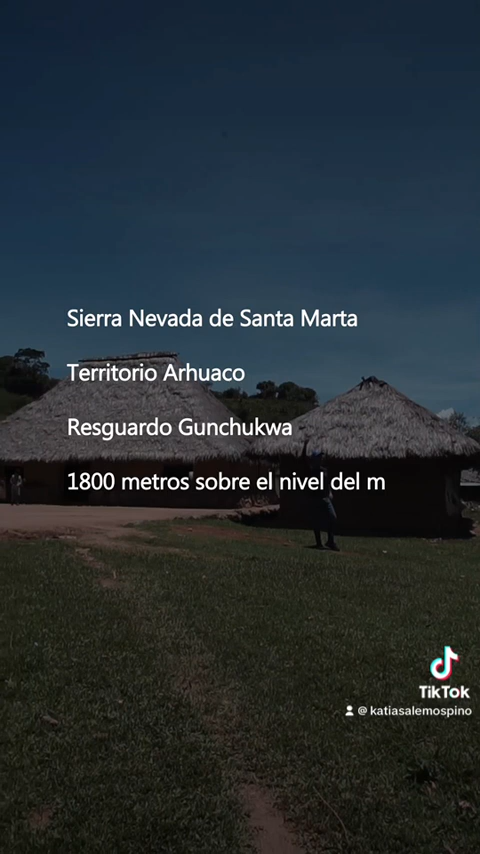 Sierra Nevada de Santa Marta
Territorio Arhuaco
Resguardo Gunchukwa
1800 metros sobre el nivel del m
TikTok
@ katiasalemospino